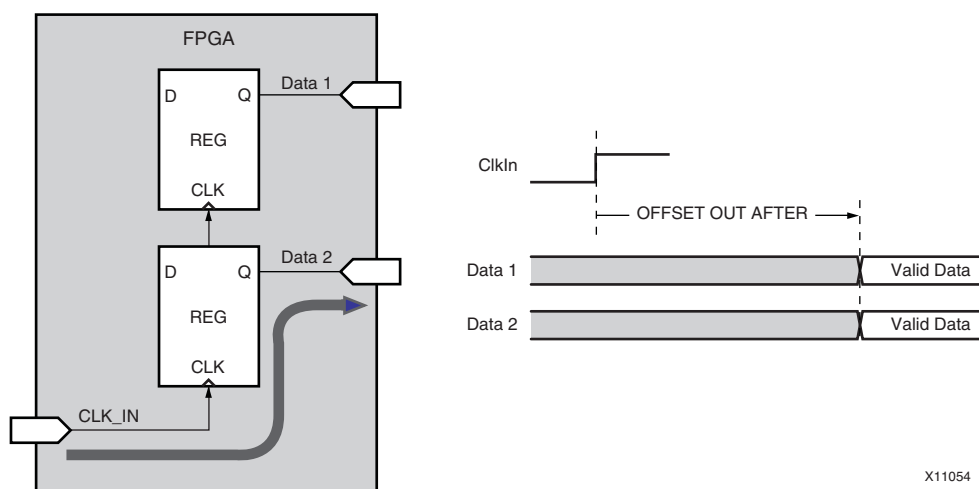 FPGA
D
Q
Data 1
REG
CLK
D
Q
Data 2
REG
CLK
CLK_IN
ClkIn
OFFSET OUT AFTER
Data 1
Valid Data
Data 2
Valid Data
X11054